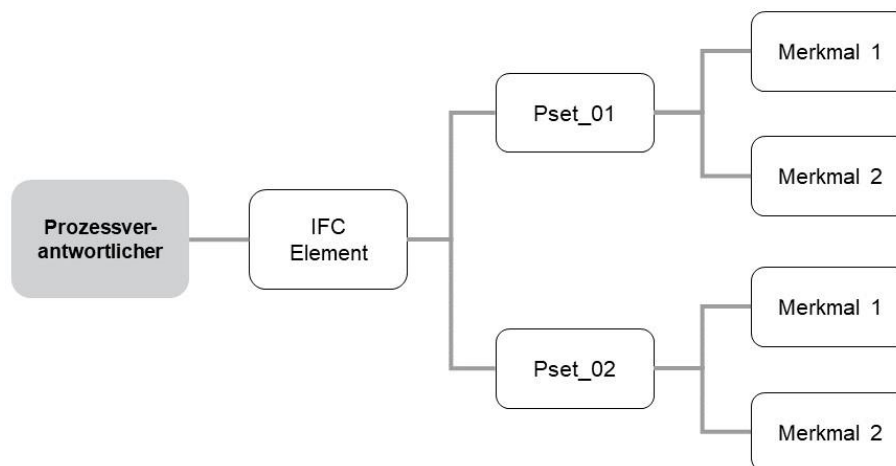 Prozessver-
antwortlicher
IFC
Element
Pset_01
Merkmal 1
Merkmal 2
Pset_02
Merkmal 1
Merkmal 2